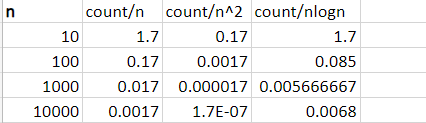 n count/n count/n^2 count/nlogn
10 1.7 0.17 1.7
100 0.17 0.0017 0.085
1000 0.017 0.000017 0.005666667
10000 0.0017 1.7E-07 0.0068